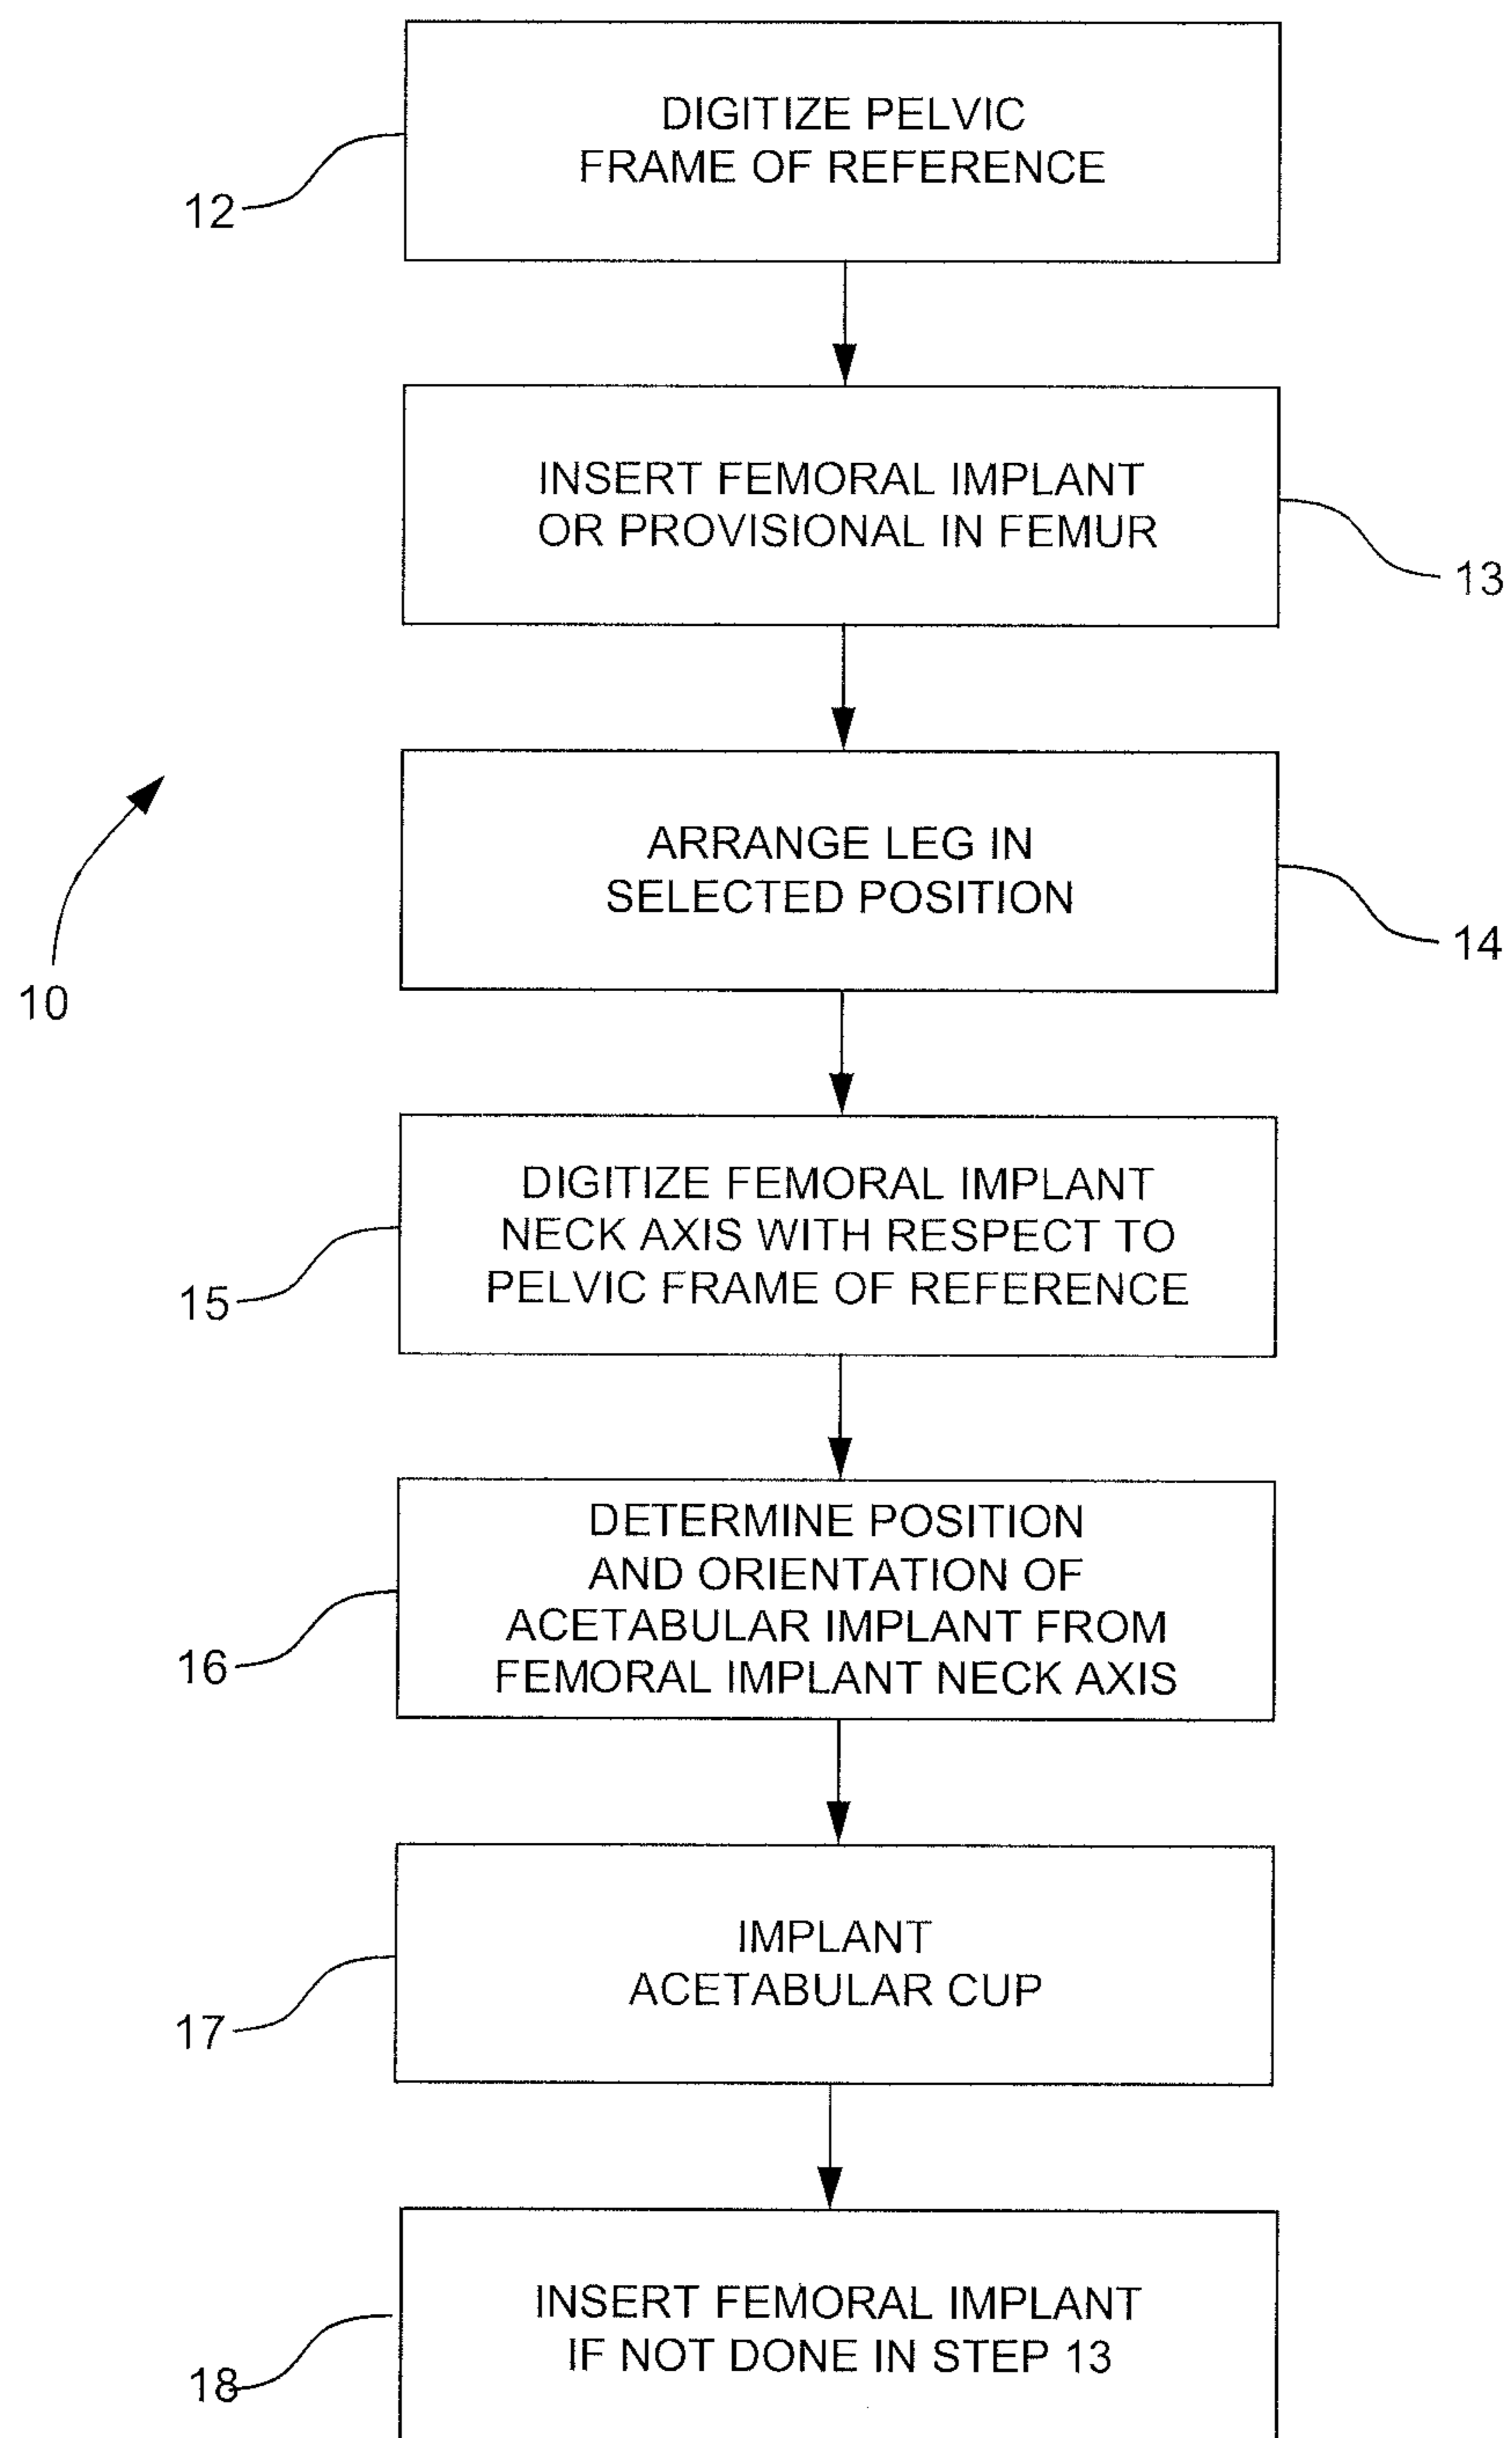 DIGITIZE PELVIC
FRAME OF REFERENCE
12
INSERT FEMORAL IMPLANT
OR PROVISIONAL IN FEMUR
13
ARRANGE LEG IN
SELECTED POSITION
14
10
DIGITIZE FEMORAL IMPLANT
NECK AXIS WITH RESPECT TO
PELVIC FRAME OF REFERENCE
15
DETERMINE POSITION
AND ORIENTATION OF
ACETABULAR IMPLANT FROM
FEMORAL IMPLANT NECK AXIS
16
IMPLANT
ACETABULAR CUP
17
INSERT FEMORAL IMPLANT
IF NOT DONE IN STEP 13
18